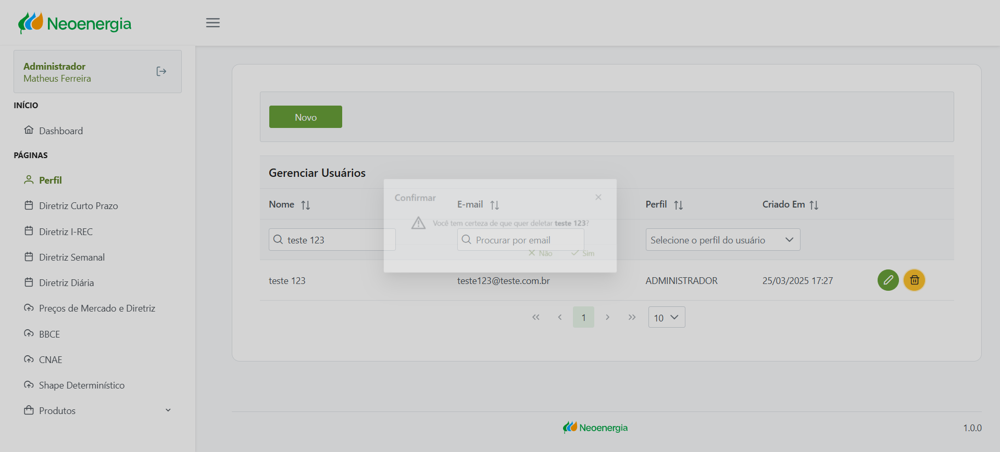 Neoenergia
Administrador
Matheus Ferreira
INÍCIO
Dashboard
PÁGINAS
Perfil
Diretriz Curto Prazo
Diretriz I-REC
Diretriz Semanal
Diretriz Diária
Preços de Mercado e Diretriz
BBCE
CNAE
Shape Determinístico
Produtos
Novo
Gerenciar Usuários
Nome E-mail Perfil Criado Em
teste 123 Procurar por email Selecione o perfil do usuário
teste 123 teste123@teste.com.br ADMINISTRADOR 25/03/2025 17:27
Confirmar
Você tem certeza de que quer deletar teste 123?
Não Sim
1 10
Neoenergia 1.0.0